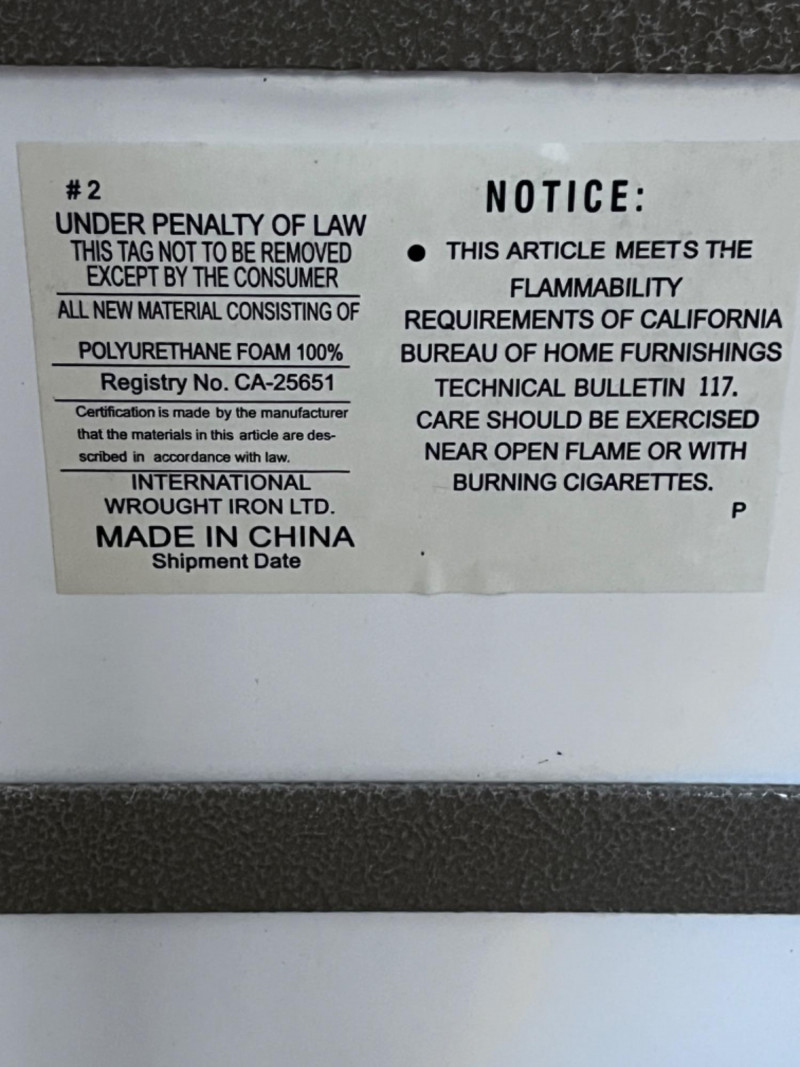 #2
UNDER PENALTY OF LAW
THIS TAG NOT TO BE REMOVED
EXCEPT BY THE CONSUMER
ALL NEW MATERIAL CONSISTING OF
POLYURETHANE FOAM 100%
Registry No. CA-25651
Certification is made by the manufacturer
that the materials in this article are des-
scribed in accordance with law.
INTERNATIONAL
WROUGHT IRON LTD.
MADE IN CHINA
Shipment Date
NOTICE:
● THIS ARTICLE MEETS THE
FLAMMABILITY
REQUIREMENTS OF CALIFORNIA
BUREAU OF HOME FURNISHINGS
TECHNICAL BULLETIN 117.
CARE SHOULD BE EXERCISED
NEAR OPEN FLAME OR WITH
BURNING CIGARETTES.
P